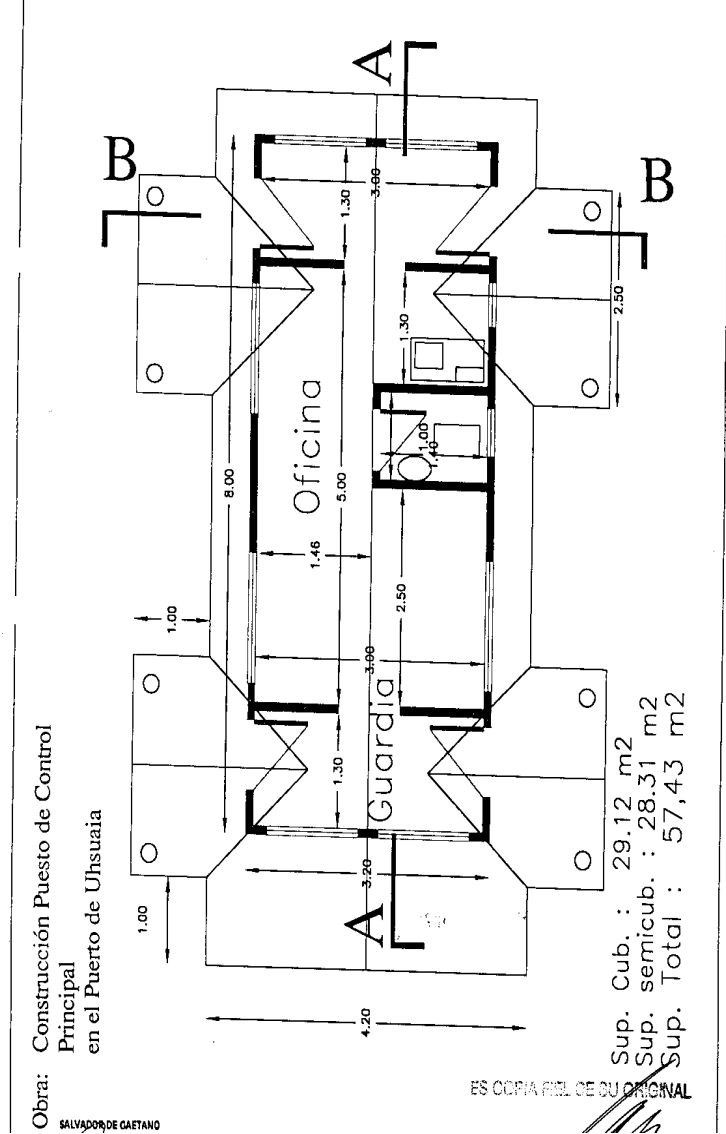 Obra: Construcción Puesto de Control
Principal
en el Puerto de Uhsuaia
SALVADOR DE GAETANO
A
A
B
B
Oficina
Guardia
8.00
5.00
1.46
1.00
1.00
1.30
3.00
1.30
1.00
1.40
2.50
2.50
3.00
1.30
3.20
4.20
Sup. Cub. : 29.12 m2
Sup. semicub. : 28.31 m2
Sup. Total : 57,43 m2
ES COPIA FIEL DE SU ORIGINAL